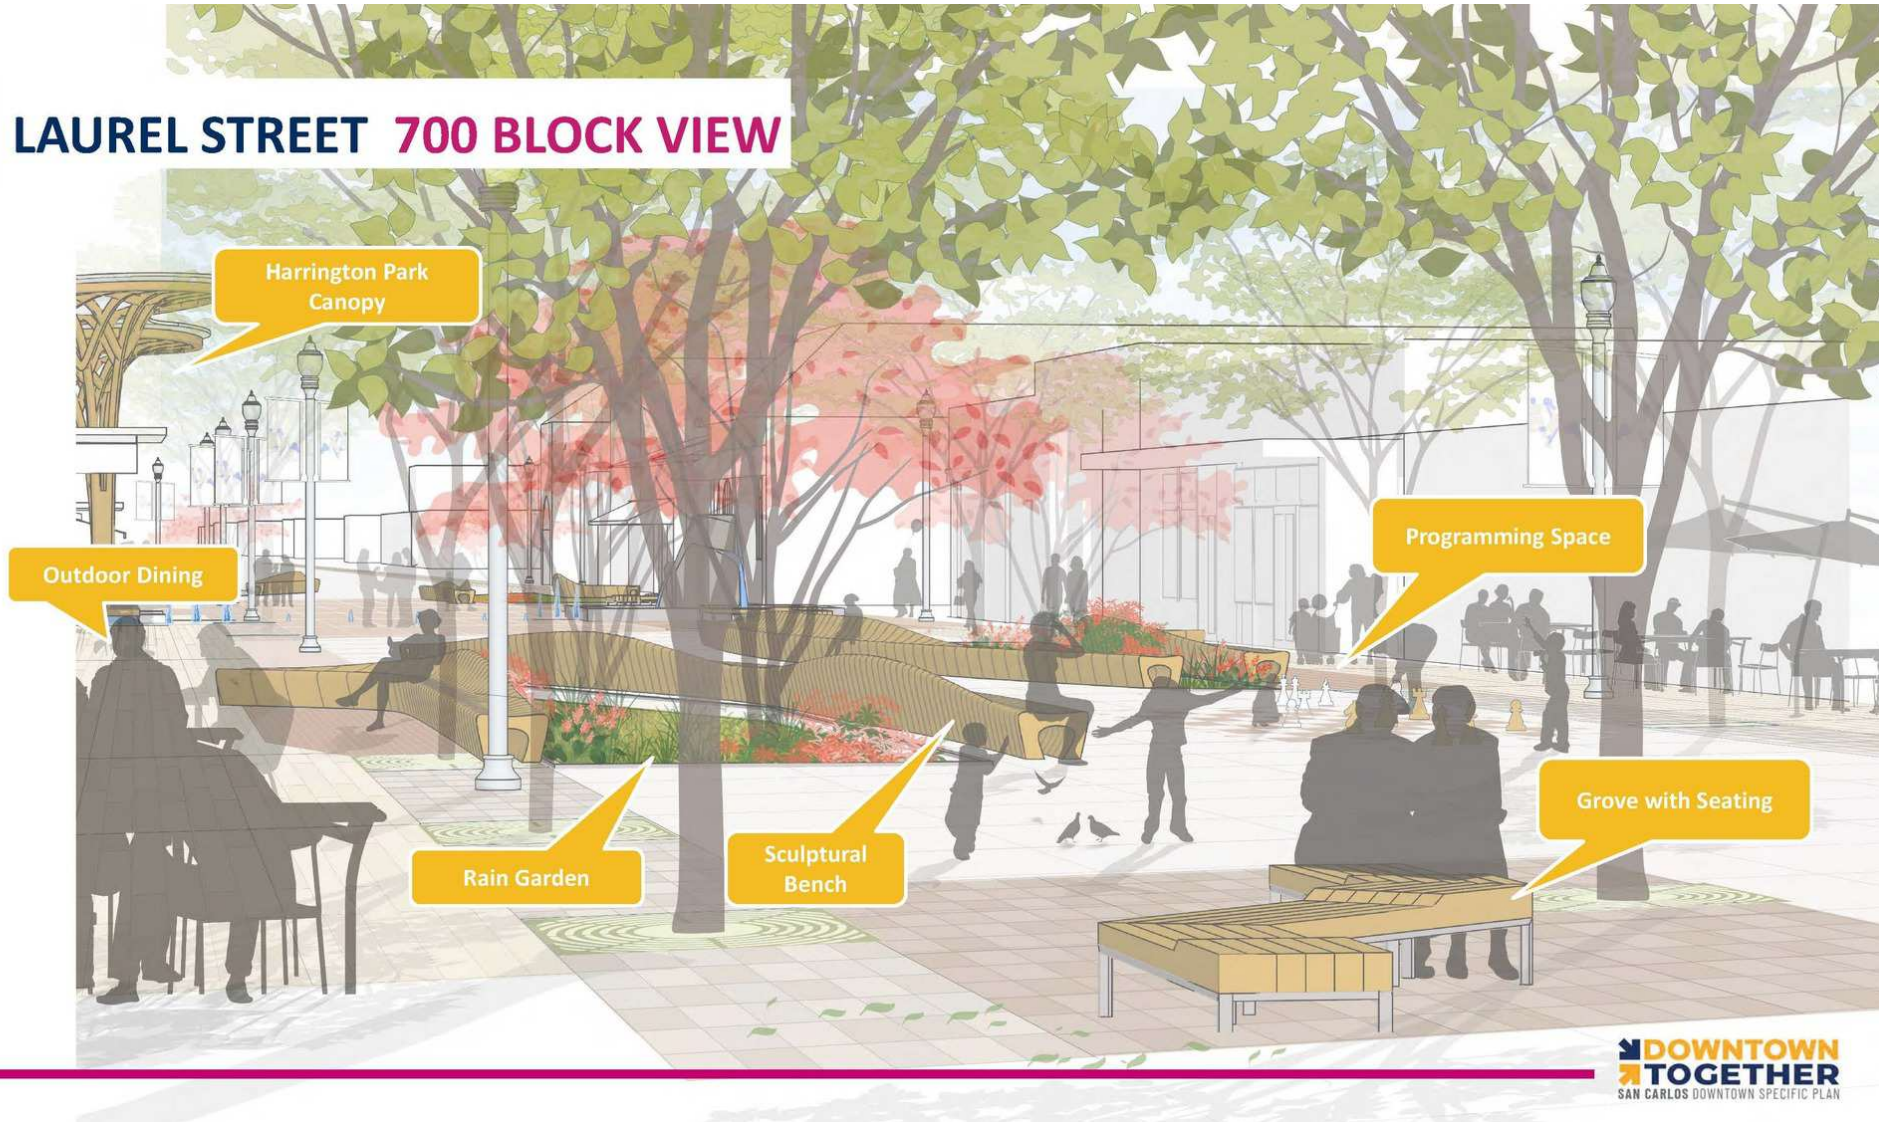 LAUREL STREET 700 BLOCK VIEW
Harrington Park
Canopy
Outdoor Dining
Programming Space
Grove with Seating
Sculptural
Bench
Rain Garden
DOWNTOWN
TOGETHER
SAN CARLOS DOWNTOWN SPECIFIC PLAN